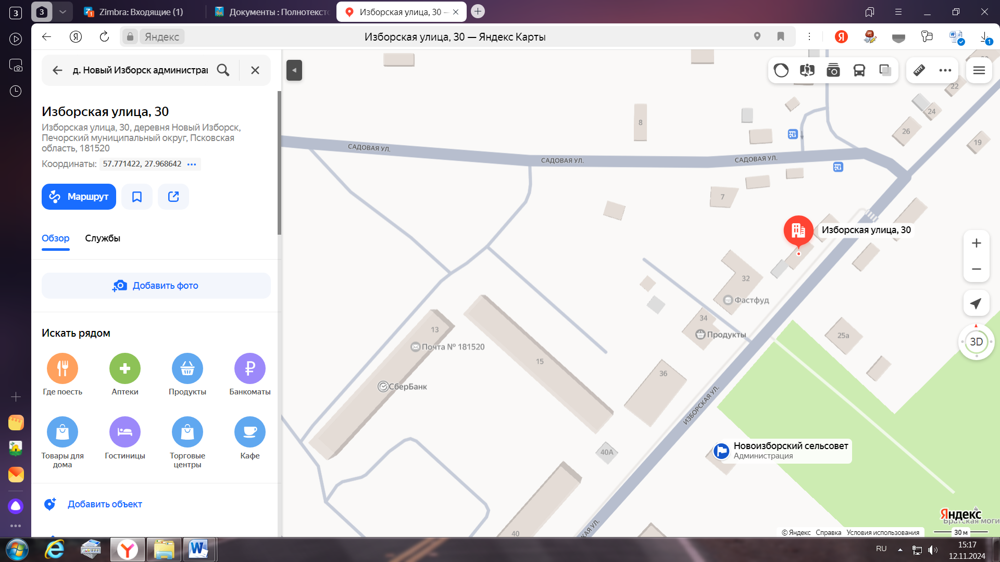 3
3
Zimbra: Входящие (1)
Документы : Полнотексто
Изборская улица, 30 —
Яндекс
Изборская улица, 30 — Яндекс Карты
1
д. Новый Изборск администрац
Изборская улица, 30
Изборская улица, 30, деревня Новый Изборск,
Печорский муниципальный округ, Псковская
область, 181520
Координаты: 57.771422, 27.968642
Маршрут
Обзор
Службы
Добавить фото
Искать рядом
Где поесть
Аптеки
Продукты
Банкоматы
Товары для
дома
Гостиницы
Торговые
центры
Кафе
Добавить объект
САДОВАЯ УЛ.
САДОВАЯ УЛ.
САДОВАЯ УЛ.
8
22
24
26
19
7
Изборская улица, 30
32
Фастфуд
34
Продукты
25а
13
Почта № 181520
15
СберБанк
36
ИЗБОРСКАЯ УЛ.
40А
Новоизборский сельсовет
Администрация
40
КАЯ УЛ.
3D
Яндекс
Братская моги
© Яндекс Справка Условия использования
30 м
RU
15:17
12.11.2024